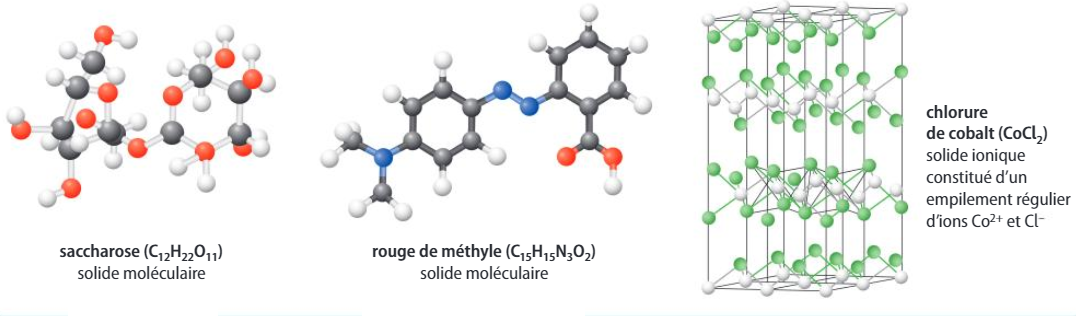 saccharose (C₁₂H₂₂O₁₁)
solide moléculaire
rouge de méthyle (C₁₅H₁₅N₃O₂)
solide moléculaire
chlorure
de cobalt (CoCl₂)
solide ionique
constitué d’un
empilement régulier
d’ions Co²⁺ et Cl⁻